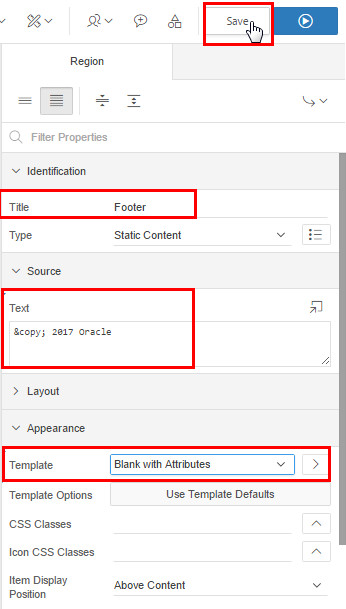 Save
Region
Filter Properties
Identification
Title Footer
Type Static Content
Source
Text
&copy; 2017 Oracle
Layout
Appearance
Template Blank with Attributes
Template Options Use Template Defaults
CSS Classes
Icon CSS Classes
Item Display Above Content
Position